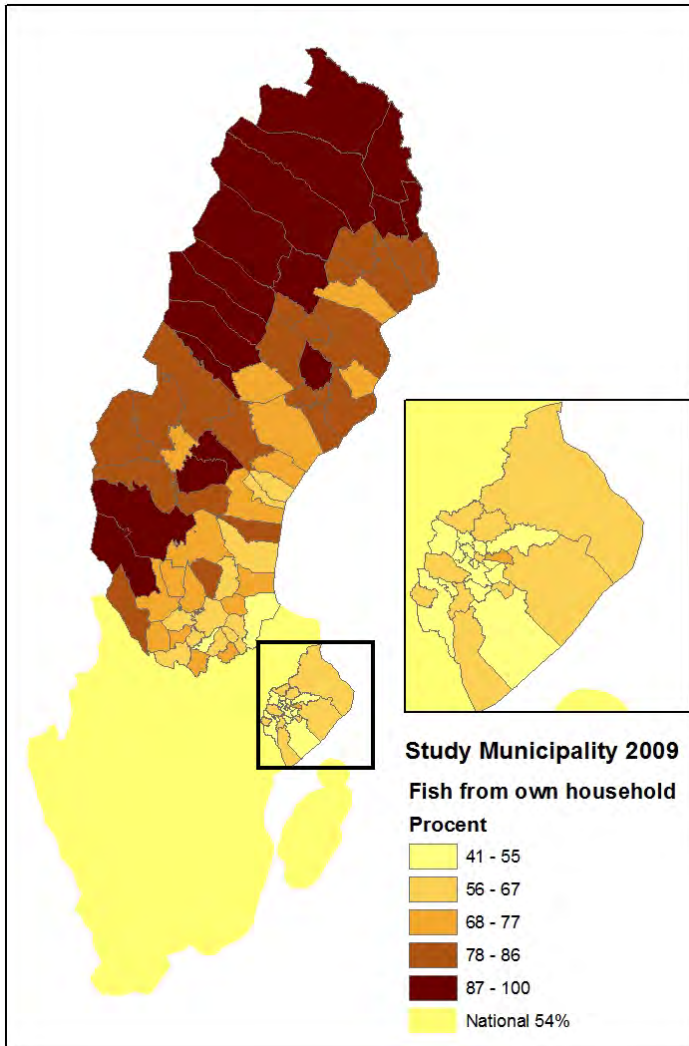 Study Municipality 2009
Fish from own household
Procent
41 - 55
56 - 67
68 - 77
78 - 86
87 - 100
National 54%